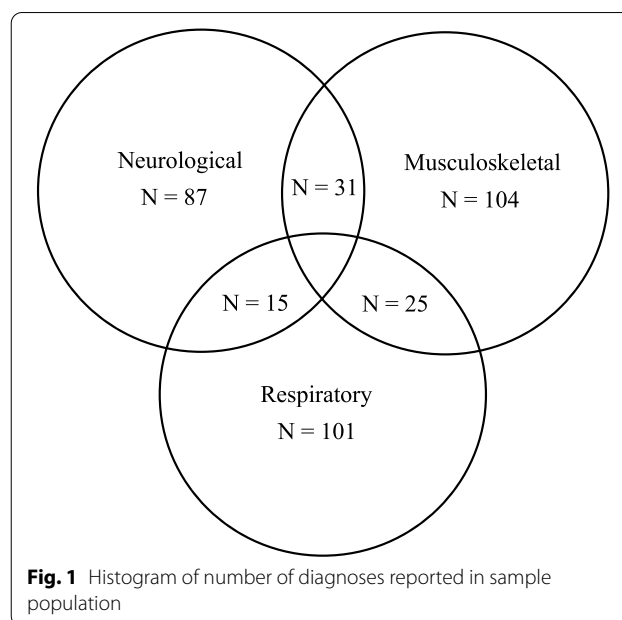 Neurological
N = 87
Musculoskeletal
N = 104
N = 31
N = 15
N = 25
Respiratory
N = 101
Fig. 1 Histogram of number of diagnoses reported in sample
population